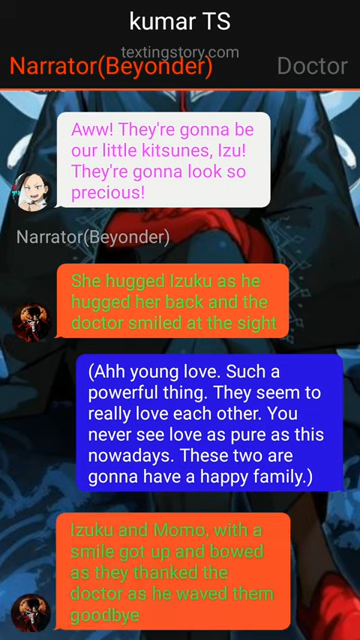 kumar TS
textingstory.com
Narrator(Beyonder)
Doctor
Aww! They're gonna be
our little kitsunes, Izu!
They're gonna look so
precious!
Narrator(Beyonder)
She hugged Izuku as he
hugged her back and the
doctor smiled at the sight
(Ahh young love. Such a
powerful thing. They seem to
really love each other. You
never see love as pure as this
nowadays. These two are
gonna have a happy family.)
Izuku and Momo, with a
smile got up and bowed
as they thanked the
doctor as he waved them
goodbye